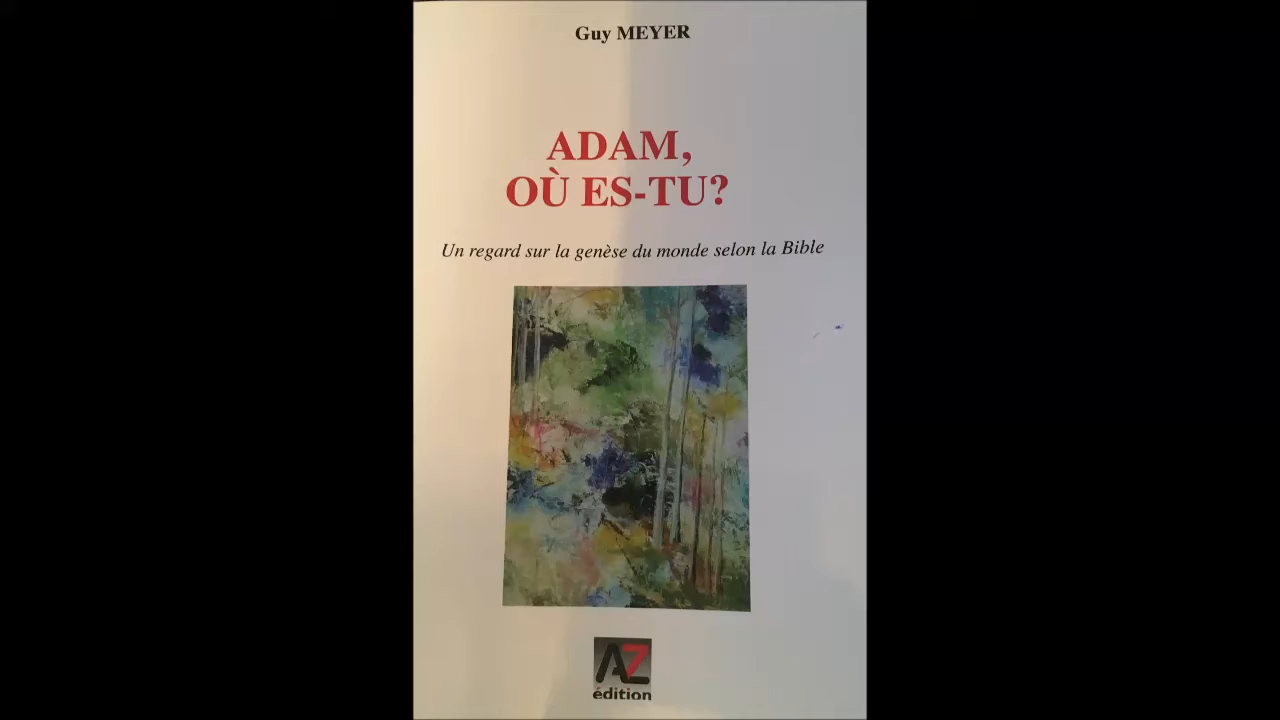 Guy MEYER
ADAM,
OÙ ES-TU?
Un regard sur la genèse du monde selon la Bible
AZ
édition